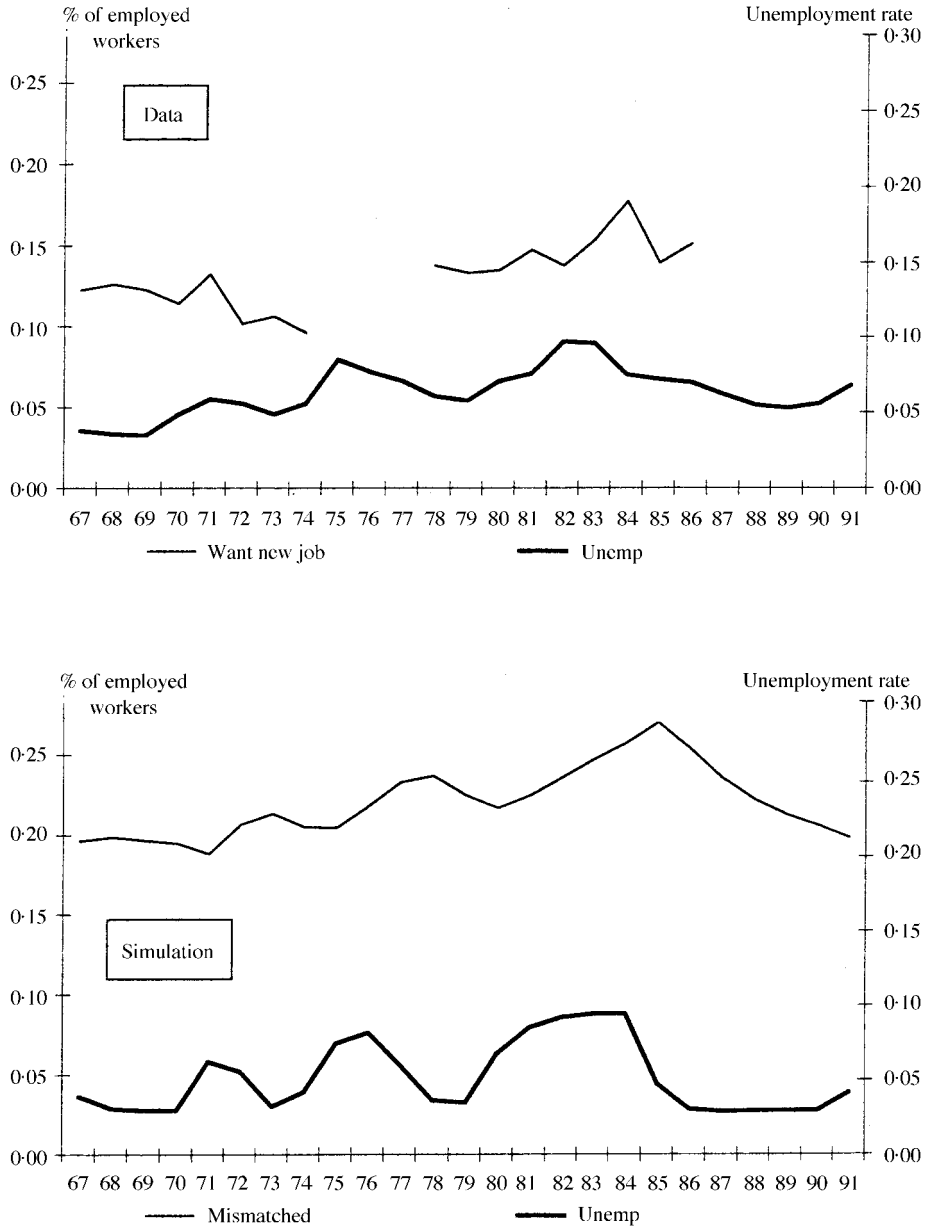 % of employed workers
Unemployment rate
0·30
0·25
0·20
0·15
0·10
0·05
0·00
0·25
0·20
0·15
0·10
0·05
0·00
Data
67 68 69 70 71 72 73 74 75 76 77 78 79 80 81 82 83 84 85 86 87 88 89 90 91
Want new job
Unemp
% of employed workers
Unemployment rate
0·30
0·25
0·20
0·15
0·10
0·05
0·00
0·25
0·20
0·15
0·10
0·05
0·00
Simulation
67 68 69 70 71 72 73 74 75 76 77 78 79 80 81 82 83 84 85 86 87 88 89 90 91
Mismatched
Unemp